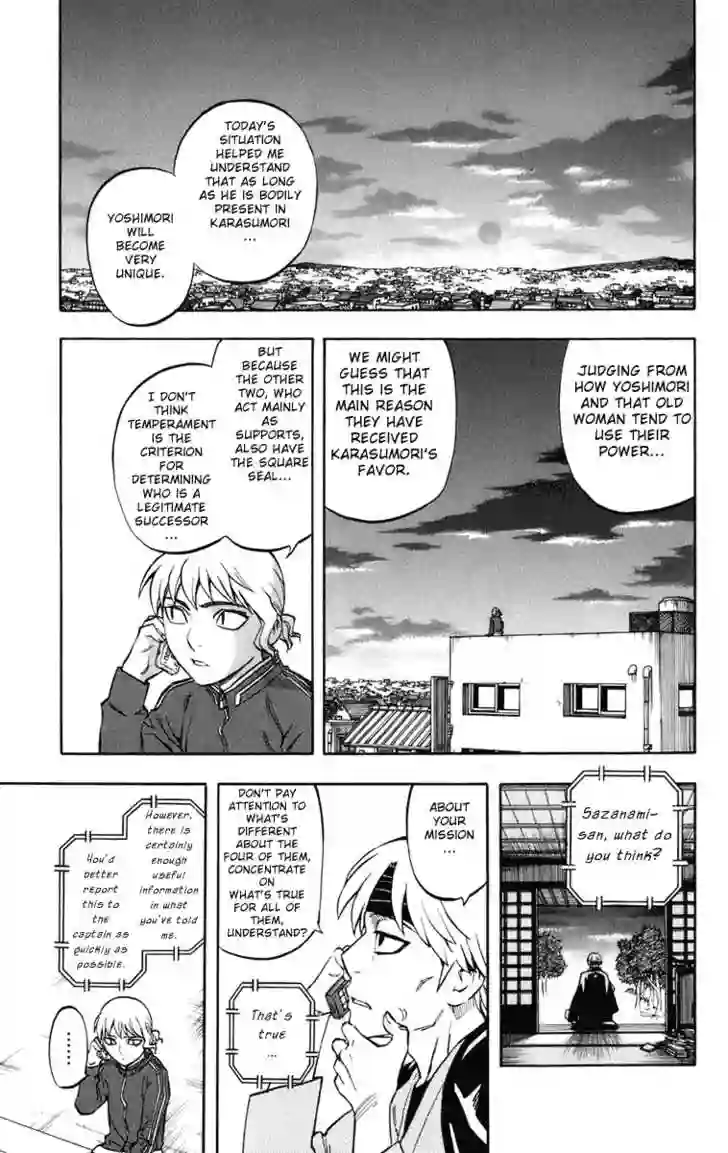 TODAY'S
SITUATION
HELPED ME
UNDERSTAND
THAT AS LONG
AS HE IS BODILY
PRESENT IN
KARASUMORI
...
YOSHIMORI
WILL
BECOME
VERY
UNIQUE.
JUDGING FROM
HOW YOSHIMORI
AND THAT OLD
WOMAN TEND TO
USE THEIR
POWER...
WE MIGHT
GUESS THAT
THIS IS THE
MAIN REASON
THEY HAVE
RECEIVED
KARASUMORI'S
FAVOR.
BUT
BECAUSE
THE OTHER
TWO, WHO
ACT MAINLY
AS
SUPPORTS,
ALSO HAVE
THE SQUARE
SEAL...
I DON'T
THINK
TEMPERAMENT
IS THE
CRITERION
FOR
DETERMINING
WHO IS A
LEGITIMATE
SUCCESSOR
...
Sazanami-
san, what do
you think?
ABOUT
YOUR
MISSION
...
DON'T PAY
ATTENTION TO
WHAT'S
DIFFERENT
ABOUT THE
FOUR OF THEM,
CONCENTRATE
ON
WHAT'S TRUE
FOR ALL OF
THEM,
UNDERSTAND?
That's
true
...
However,
there is
certainly
enough
useful
information
in what
you've told
me.
You'd
better
report
this to
the
captain as
quickly as
possible.
....